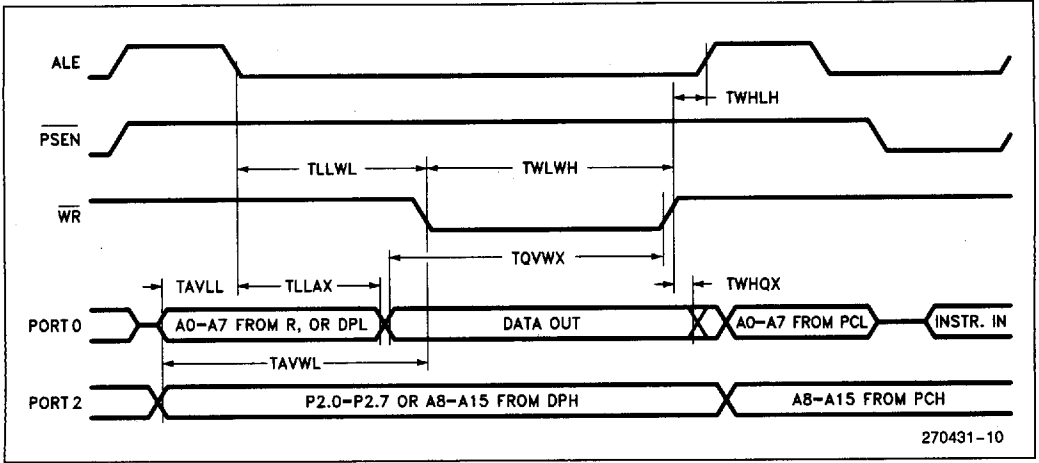 ALE
TWHLH
PSEN
TLLWL
TWLWH
WR
TQVWX
TAVLL
TLLAX
TWHQX
PORT 0
A0–A7 FROM R, OR DPL
DATA OUT
A0–A7 FROM PCL
INSTR. IN
TAVWL
PORT 2
P2.0–P2.7 OR A8–A15 FROM DPH
A8–A15 FROM PCH
270431–10